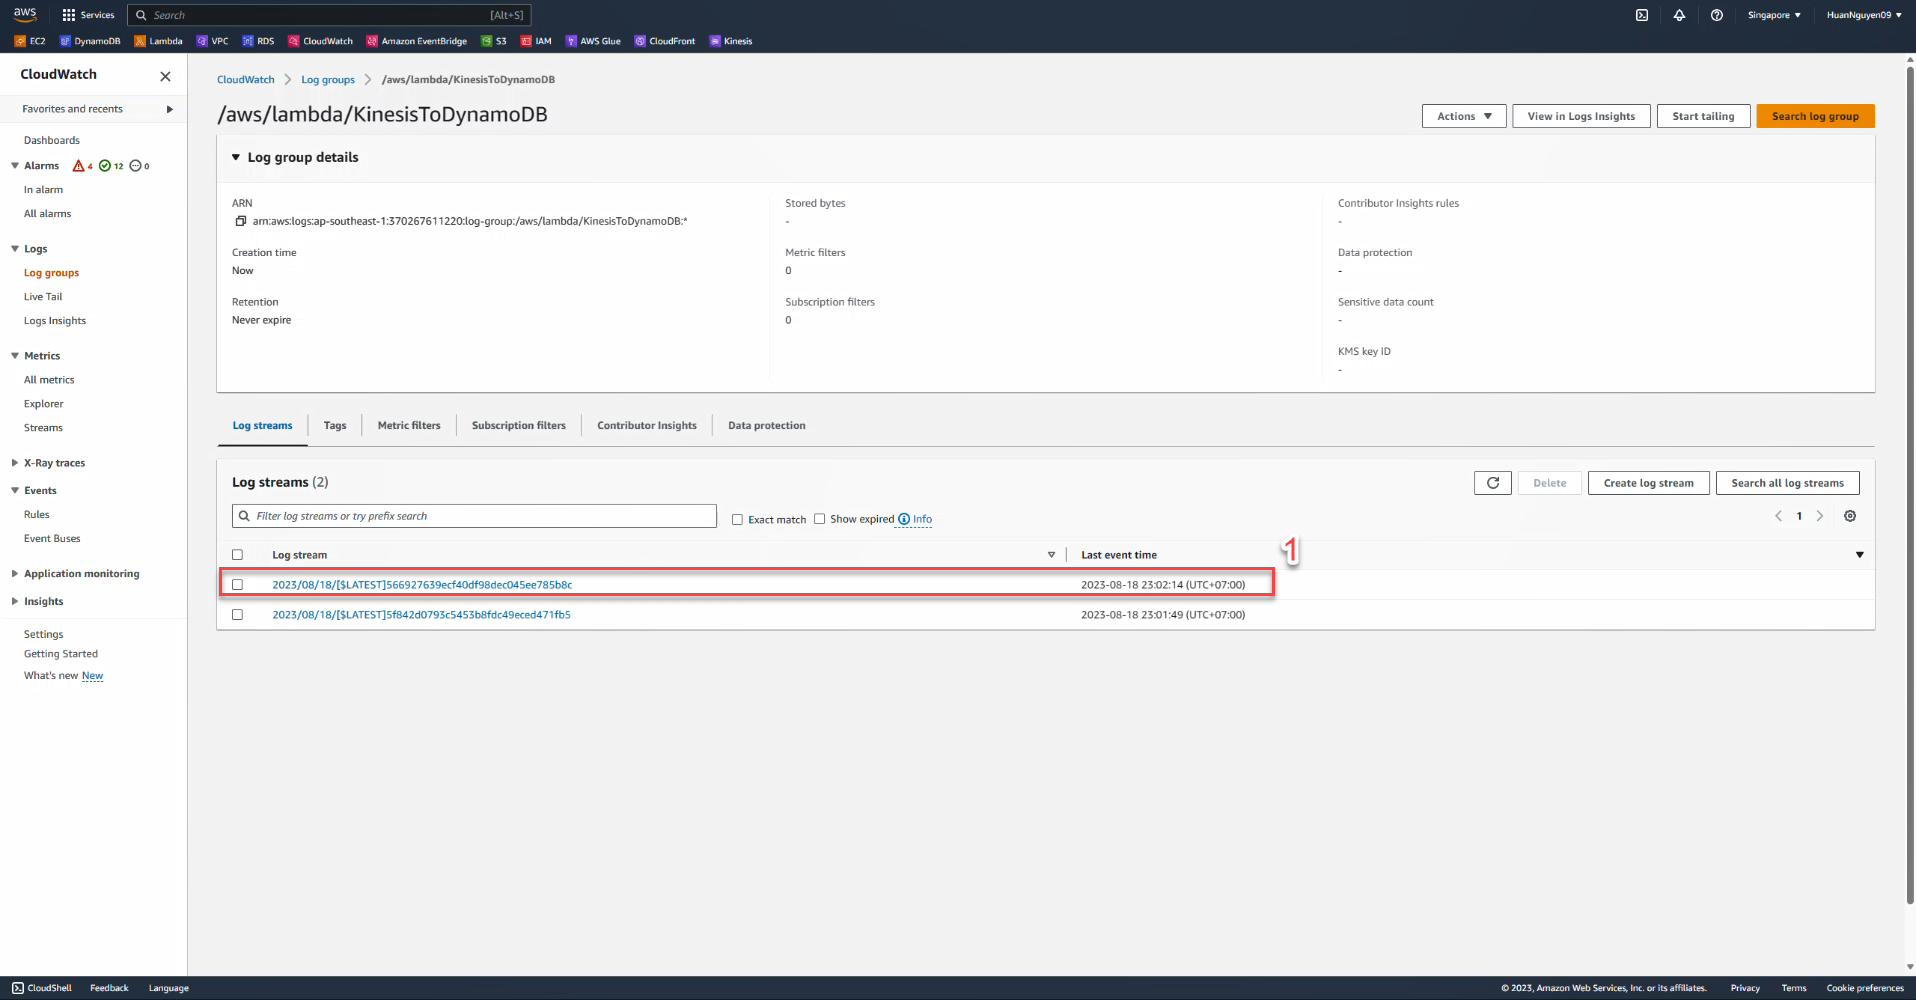 aws Services Search [Alt+S] Singapore HuanNguyen09
EC2 DynamoDB Lambda VPC RDS CloudWatch Amazon EventBridge S3 IAM AWS Glue CloudFront Kinesis
CloudWatch
Favorites and recents
Dashboards
Alarms 4 12 0
In alarm
All alarms
Logs
Log groups
Live Tail
Logs Insights
Metrics
All metrics
Explorer
Streams
X-Ray traces
Events
Rules
Event Buses
Application monitoring
Insights
Settings
Getting Started
What's new New
CloudWatch Log groups /aws/lambda/KinesisToDynamoDB
/aws/lambda/KinesisToDynamoDB
Actions View in Logs Insights Start tailing Search log group
Log group details
ARN
arn:aws:logs:ap-southeast-1:370267611220:log-group:/aws/lambda/KinesisToDynamoDB:*
Creation time
Now
Retention
Never expire
Stored bytes
-
Metric filters
0
Subscription filters
0
Contributor Insights rules
-
Data protection
-
Sensitive data count
-
KMS key ID
-
Log streams Tags Metric filters Subscription filters Contributor Insights Data protection
Log streams (2)
Delete Create log stream Search all log streams
Filter log streams or try prefix search Exact match Show expired Info 1
Log stream Last event time 1
2023/08/18/[$LATEST]566927639ecf40df98dec045ee785b8c 2023-08-18 23:02:14 (UTC+07:00)
2023/08/18/[$LATEST]5f842d0793c5453b8fdc49eced471fb5 2023-08-18 23:01:49 (UTC+07:00)
CloudShell Feedback Language © 2023, Amazon Web Services, Inc. or its affiliates. Privacy Terms Cookie preferences